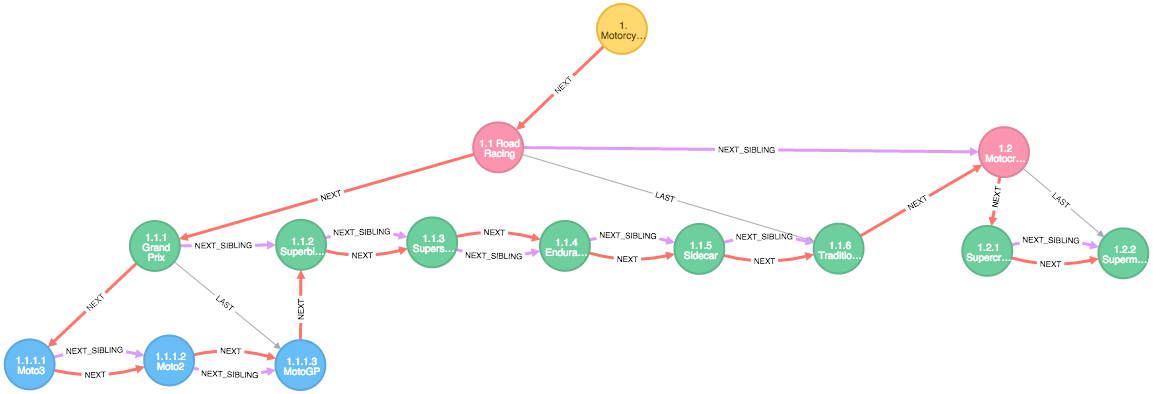 1.
Motorcy...
NEXT
1.1 Road
Racing
NEXT_SIBLING
1.2
Motocr...
NEXT
LAST
NEXT
NEXT
LAST
1.1.1
Grand
Prix
NEXT_SIBLING
1.1.2
Superbi...
NEXT_SIBLING
NEXT
1.1.3
Supers...
NEXT
NEXT_SIBLING
1.1.4
Endura...
NEXT_SIBLING
NEXT
1.1.5
Sidecar
NEXT_SIBLING
NEXT
1.1.6
Traditio...
1.2.1
Supercr...
NEXT_SIBLING
NEXT
1.2.2
Superm...
NEXT
LAST
NEXT
1.1.1.1
Moto3
NEXT_SIBLING
NEXT
1.1.1.2
Moto2
NEXT
NEXT_SIBLING
1.1.1.3
MotoGP